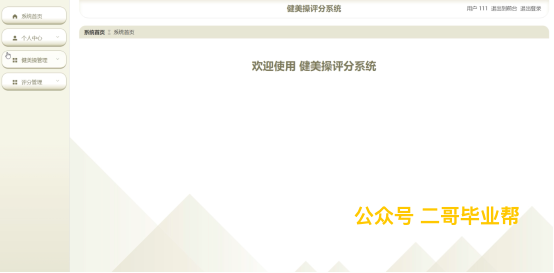 健美操评分系统
用户 111 退出到前台 退出登录
系统首页
系统首页 : 系统首页
个人中心
健美操管理
欢迎使用 健美操评分系统
评分管理
公众号 二哥毕业帮